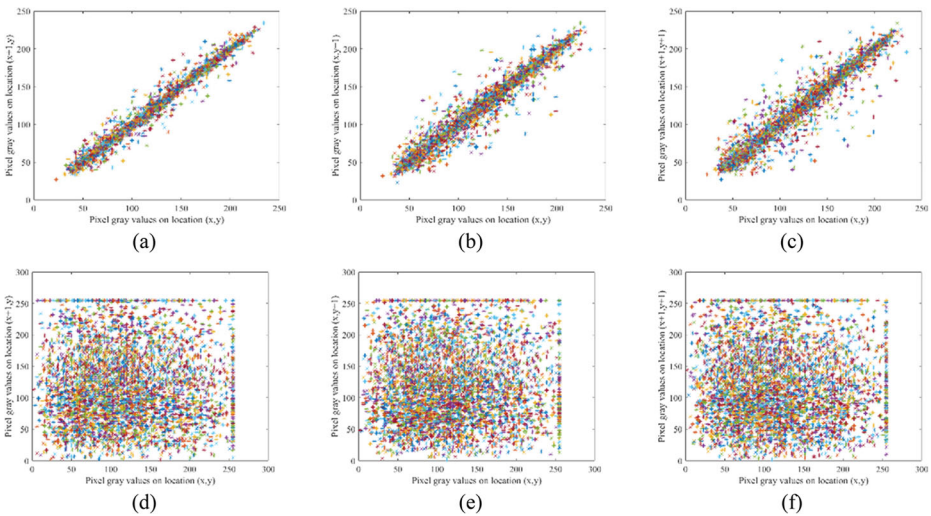 250
200
150
100
50
0
Pixel gray values on location (x−1,y)
0 50 100 150 200 250
Pixel gray values on location (x,y)
(a)
250
200
150
100
50
0
Pixel gray values on location (x,y−1)
0 50 100 150 200 250
Pixel gray values on location (x,y)
(b)
250
200
150
100
50
0
Pixel gray values on location (x+1,y+1)
0 50 100 150 200 250
Pixel gray values on location (x,y)
(c)
300
250
200
150
100
50
0
Pixel gray values on location (x−1,y)
0 50 100 150 200 250 300
Pixel gray values on location (x,y)
(d)
300
250
200
150
100
50
0
Pixel gray values on location (x,y−1)
0 50 100 150 200 250 300
Pixel gray values on location (x,y)
(e)
300
250
200
150
100
50
0
Pixel gray values on location (x+1,y+1)
0 50 100 150 200 250 300
Pixel gray values on location (x,y)
(f)